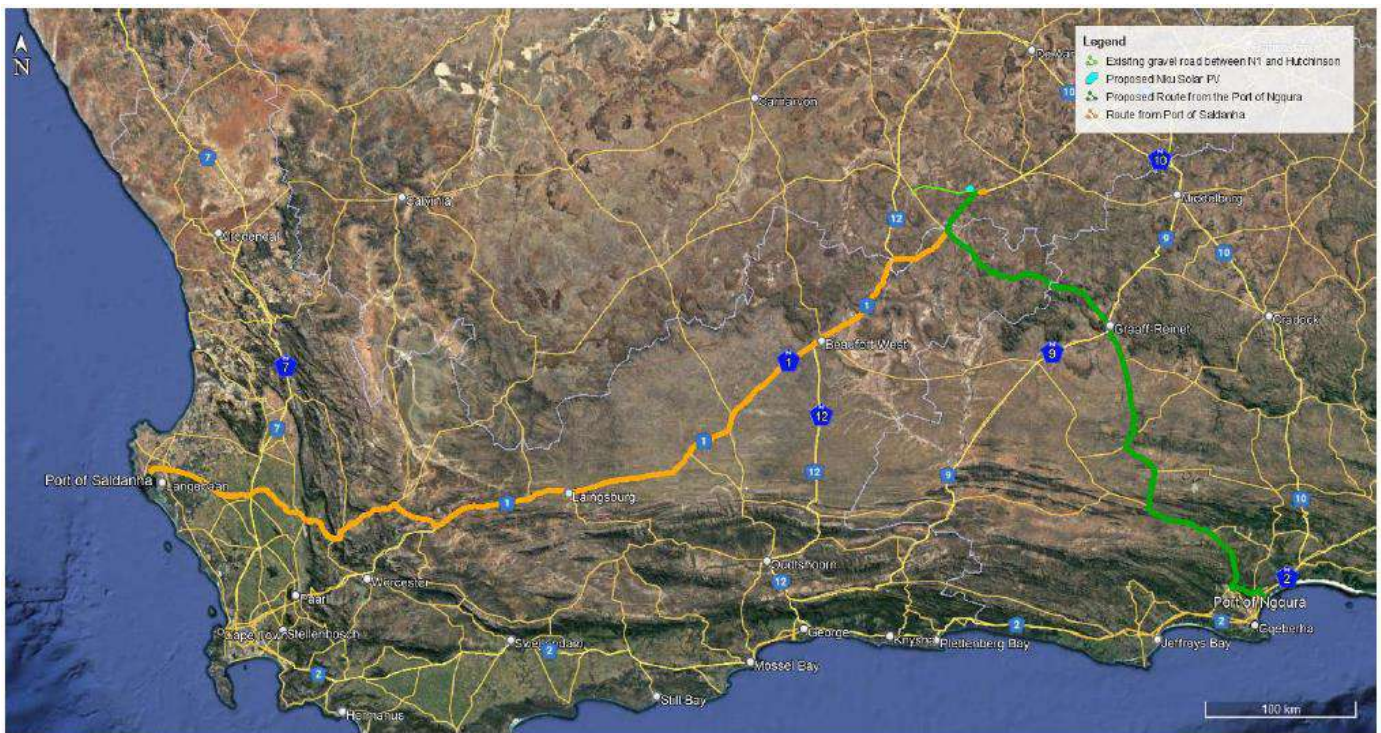 N
Legend
Existing gravel road between N1 and Hutchinson
Proposed Nku Solar PV
Proposed Route from the Port of Ngqura
Route from Port of Saldanha
10
Carnarvon
N
10
7
Calvinia
Middelburg
12
9
10
Vredendal
1
Graaff-Reinet
Cradock
Beaufort West
N
7
N
1
N
9
N
12
7
1
12
9
Port of Saldanha
Langebaan
1
Laingsburg
10
Oudtshoorn
12
N
2
Worcester
Paarl
Port of Ngqura
Cape Town
Stellenbosch
Swellendam
2
George
Knysna
Plettenberg Bay
2
Jeffreys Bay
2
Gqeberha
2
Mossel Bay
Still Bay
Hermanus
100 km